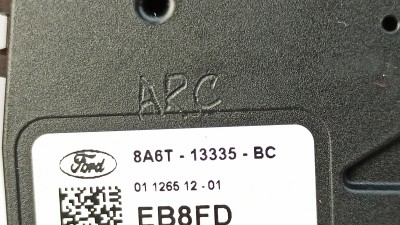 ABC
Ford
8A6T - 13335 - BC
01 1265 12 - 01
EB8FD